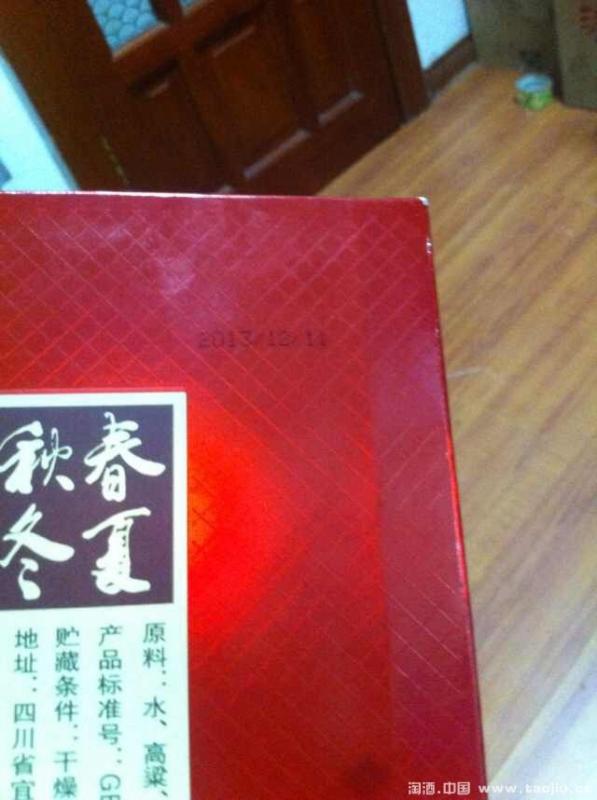 2013/12/11
春夏
秋冬
原料：水、高粱、
产品标准号：GB
贮藏条件：干燥
地址：四川省宜
淘酒.中国 www.taojiu.c